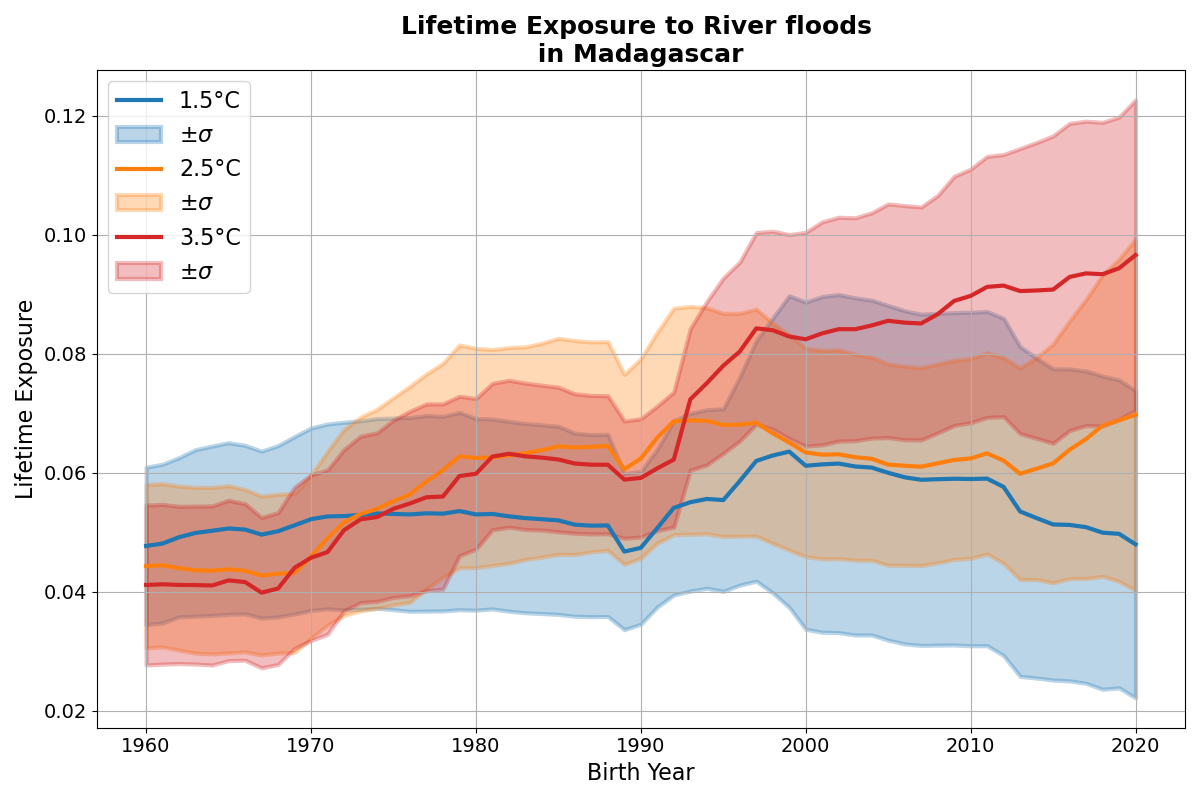 Lifetime Exposure to River floods
in Madagascar
1.5°C
±σ
2.5°C
±σ
3.5°C
±σ
Lifetime Exposure
0.12
0.10
0.08
0.06
0.04
0.02
1960 1970 1980 1990 2000 2010 2020
Birth Year